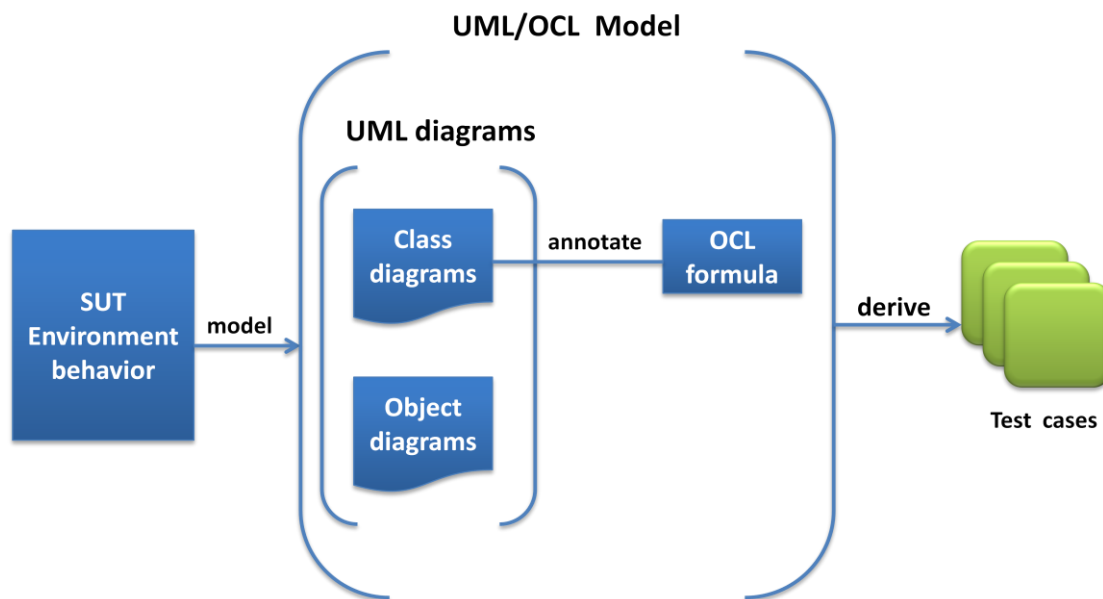 UML/OCL  Model
UML diagrams
SUT
Environment
behavior
model
Class
diagrams
annotate
OCL
formula
Object
diagrams
derive
Test  cases